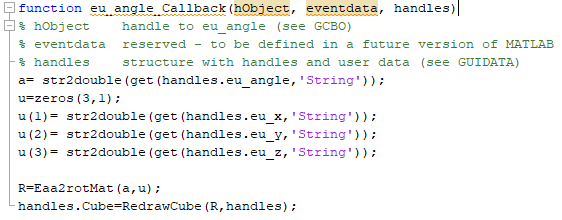 function eu_angle_Callback(hObject, eventdata, handles)
% hObject    handle to eu_angle (see GCBO)
% eventdata  reserved - to be defined in a future version of MATLAB
% handles    structure with handles and user data (see GUIDATA)
a= str2double(get(handles.eu_angle,'String'));
u=zeros(3,1);
u(1)= str2double(get(handles.eu_x,'String'));
u(2)= str2double(get(handles.eu_y,'String'));
u(3)= str2double(get(handles.eu_z,'String'));
R=Eaa2rotMat(a,u);
handles.Cube=RedrawCube(R,handles);